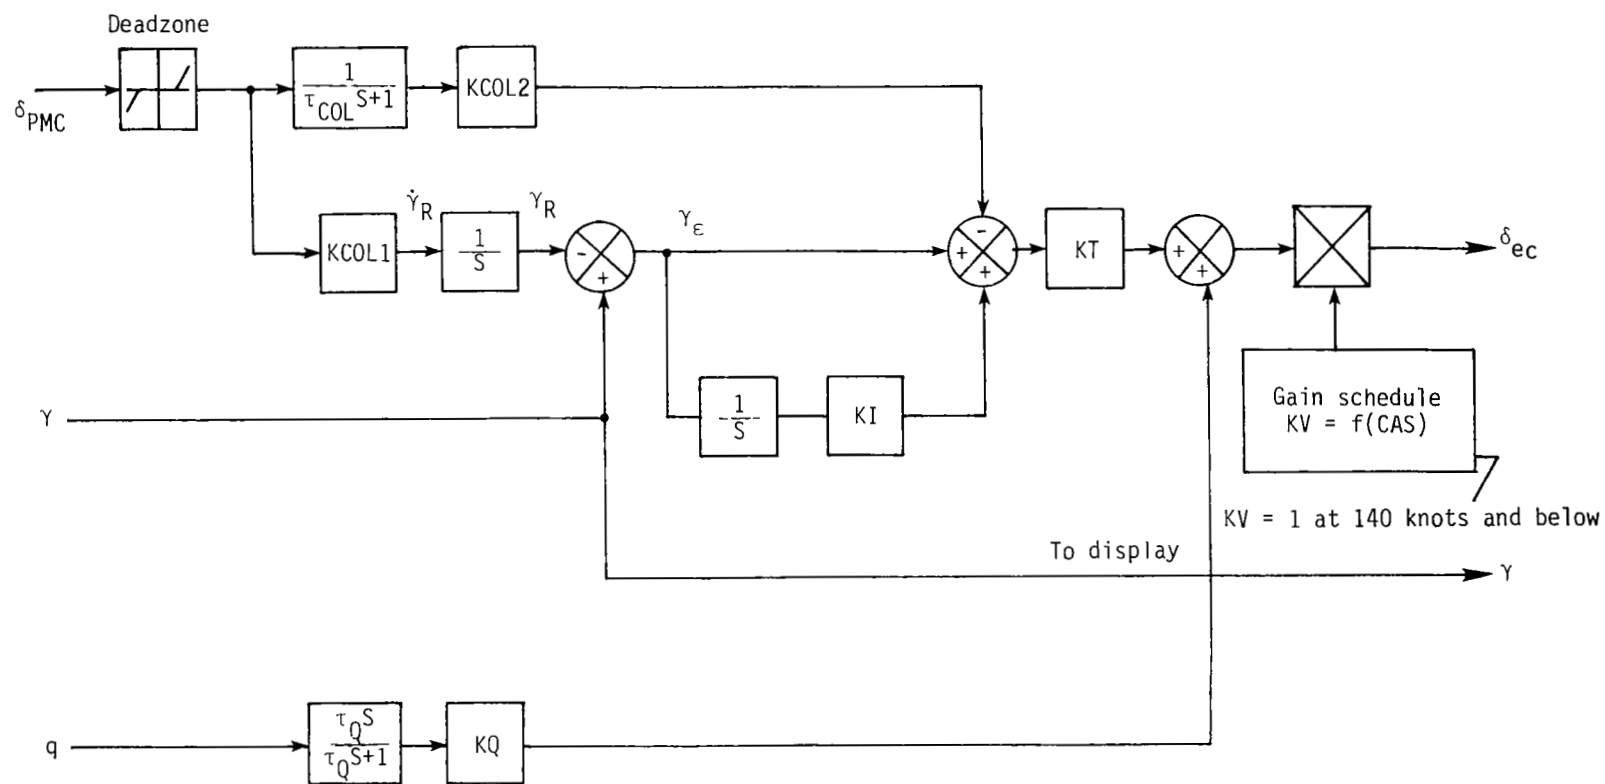 Deadzone
δPMC
1
τCOL S+1
KCOL2
KCOL1
γ̇R
1
S
γR
-
+
γε
-
+
+
KT
+
+
δec
1
S
KI
γ
Gain schedule
KV = f(CAS)
KV = 1 at 140 knots and below
To display
γ
q
τQS
τQS+1
KQ